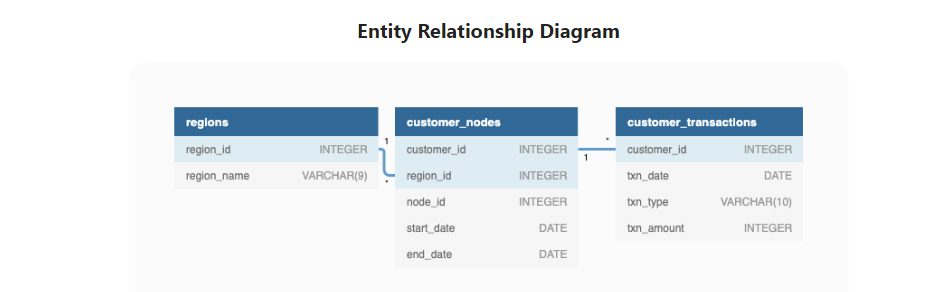 Entity Relationship Diagram
regions
region_id INTEGER
region_name VARCHAR(9)
1
*
customer_nodes
customer_id INTEGER
region_id INTEGER
node_id INTEGER
start_date DATE
end_date DATE
1
*
customer_transactions
customer_id INTEGER
txn_date DATE
txn_type VARCHAR(10)
txn_amount INTEGER